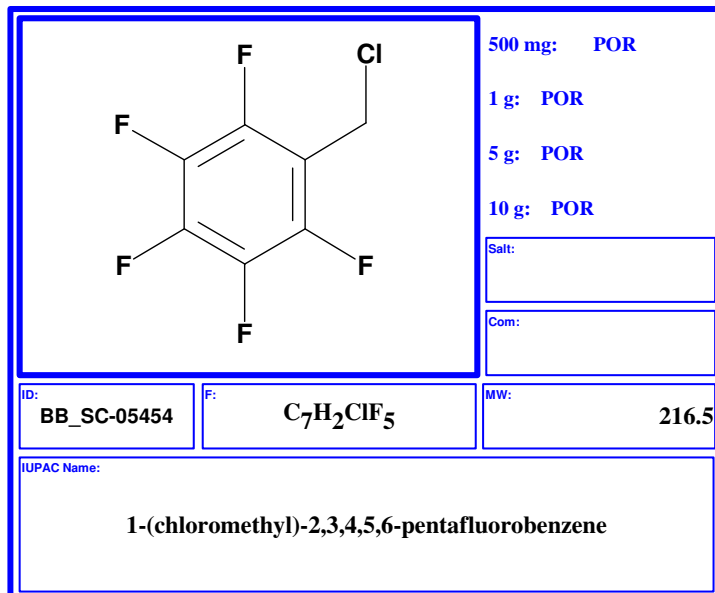 F
Cl
F
F
F
F
500 mg: POR
1 g: POR
5 g: POR
10 g: POR
Salt:
Com:
ID:
BB_SC-05454
F:
C7H2ClF5
MW:
216.5
IUPAC Name:
1-(chloromethyl)-2,3,4,5,6-pentafluorobenzene